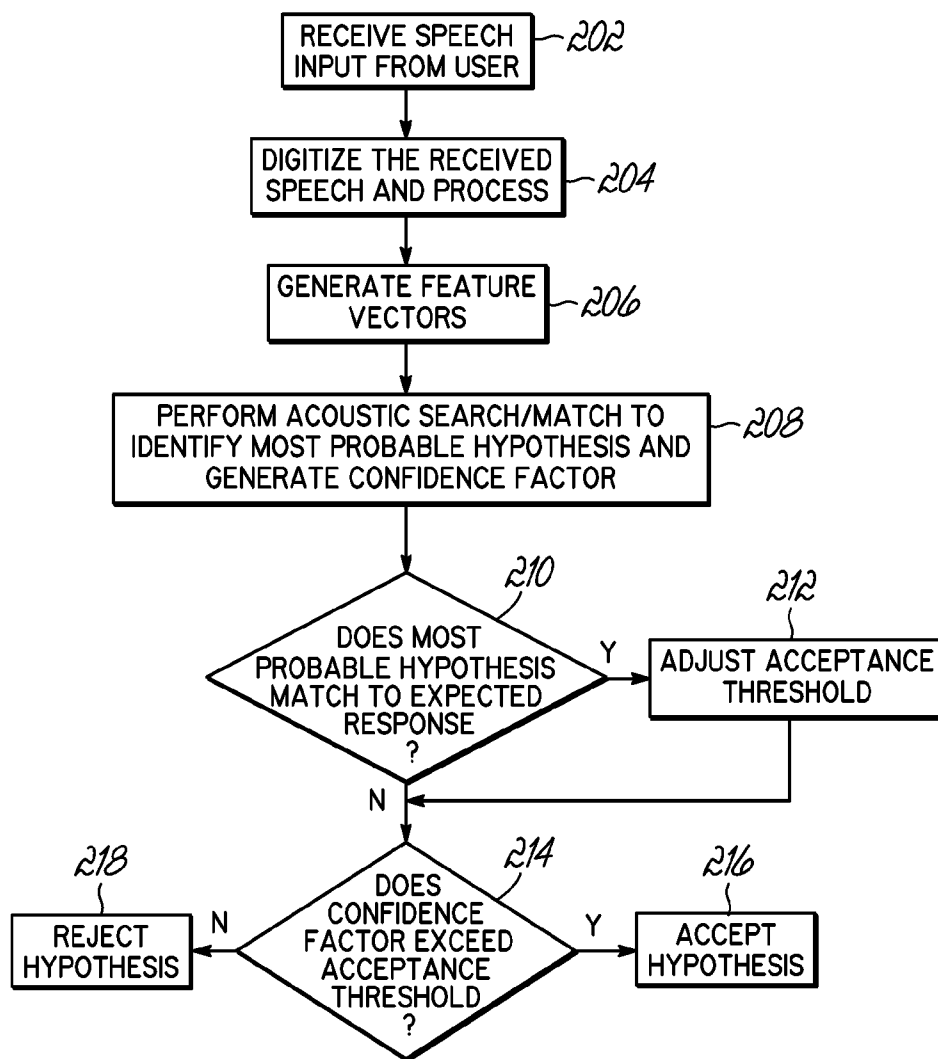 RECEIVE SPEECH
INPUT FROM USER
202
DIGITIZE THE RECEIVED
SPEECH AND PROCESS
204
GENERATE FEATURE
VECTORS
206
PERFORM ACOUSTIC SEARCH/MATCH TO
IDENTIFY MOST PROBABLE HYPOTHESIS AND
GENERATE CONFIDENCE FACTOR
208
210
DOES MOST
PROBABLE HYPOTHESIS
MATCH TO EXPECTED
RESPONSE
?
Y
212
ADJUST ACCEPTANCE
THRESHOLD
N
214
DOES
CONFIDENCE
FACTOR EXCEED
ACCEPTANCE
THRESHOLD
?
N
218
REJECT
HYPOTHESIS
Y
216
ACCEPT
HYPOTHESIS